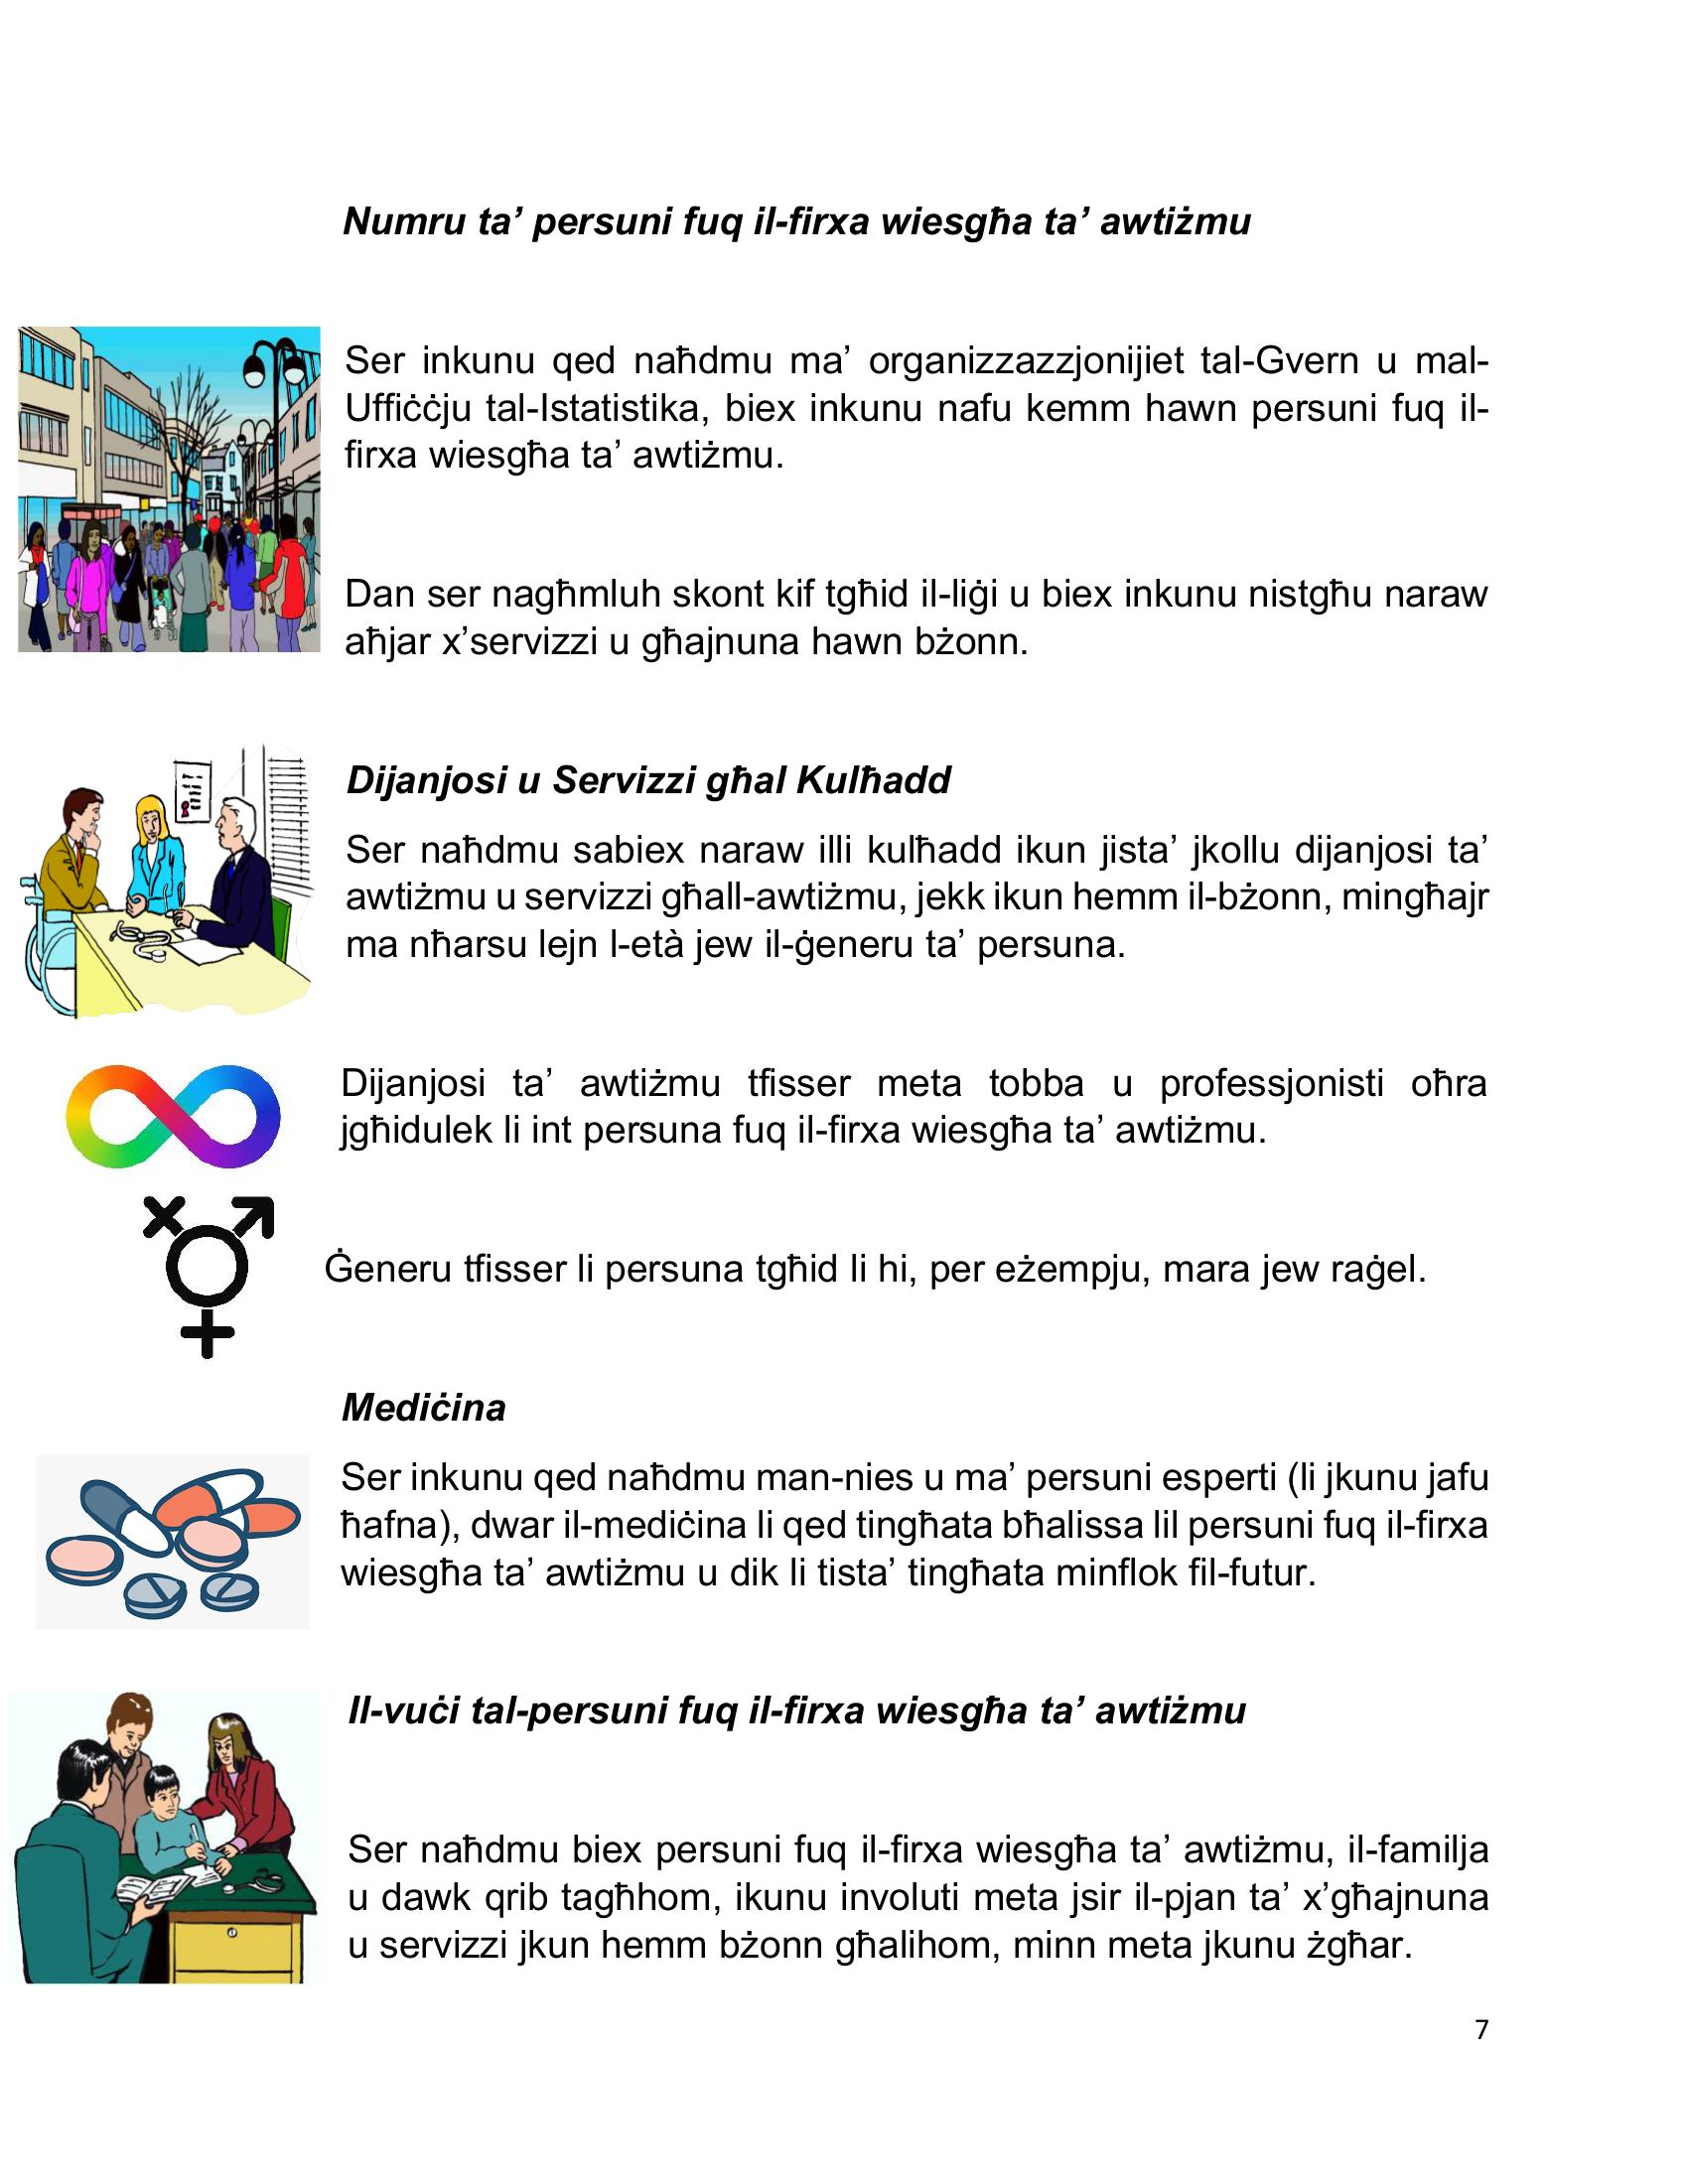 Numru ta’ persuni fuq il-firxa wiesgħa ta’ awtiżmu
Ser inkunu qed naħdmu ma’ organizzazzjonijiet tal-Gvern u mal-
Uffiċċju tal-Istatistika, biex inkunu nafu kemm hawn persuni fuq il-
firxa wiesgħa ta’ awtiżmu.
Dan ser nagħmluh skont kif tgħid il-liġi u biex inkunu nistgħu naraw
aħjar x’servizzi u għajnuna hawn bżonn.
Dijanjosi u Servizzi għal Kulħadd
Ser naħdmu sabiex naraw illi kulħadd ikun jista’ jkollu dijanjosi ta’
awtiżmu u servizzi għall-awtiżmu, jekk ikun hemm il-bżonn, mingħajr
ma nħarsu lejn l-età jew il-ġeneru ta’ persuna.
Dijanjosi ta’ awtiżmu tfisser meta tobba u professjonisti oħra
jgħidulek li int persuna fuq il-firxa wiesgħa ta’ awtiżmu.
Ġeneru tfisser li persuna tgħid li hi, per eżempju, mara jew raġel.
Mediċina
Ser inkunu qed naħdmu man-nies u ma’ persuni esperti (li jkunu jafu
ħafna), dwar il-mediċina li qed tingħata bħalissa lil persuni fuq il-firxa
wiesgħa ta’ awtiżmu u dik li tista’ tingħata minflok fil-futur.
Il-vuċi tal-persuni fuq il-firxa wiesgħa ta’ awtiżmu
Ser naħdmu biex persuni fuq il-firxa wiesgħa ta’ awtiżmu, il-familja
u dawk qrib tagħhom, ikunu involuti meta jsir il-pjan ta’ x’għajnuna
u servizzi jkun hemm bżonn għalihom, minn meta jkunu żgħar.
7